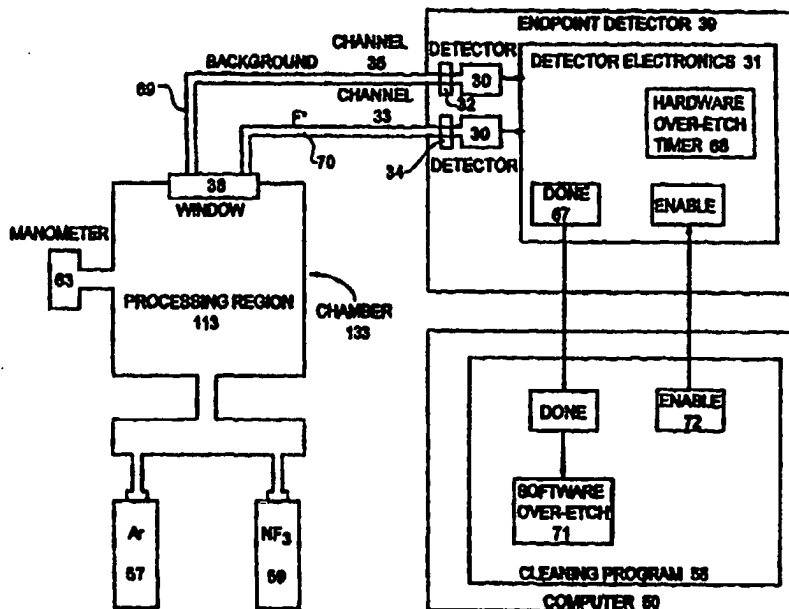 ENDPOINT DETECTOR 39
CHANNEL
35
BACKGROUND
DETECTOR
30
32
DETECTOR ELECTRONICS 31
69
CHANNEL
33
F*
70
30
34
DETECTOR
HARDWARE
OVER-ETCH
TIMER 68
38
WINDOW
DONE
67
ENABLE
MANOMETER
63
PROCESSING REGION
113
CHAMBER
133
DONE
ENABLE
72
SOFTWARE
OVER-ETCH
71
Ar
57
NF3
59
CLEANING PROGRAM 55
COMPUTER 50